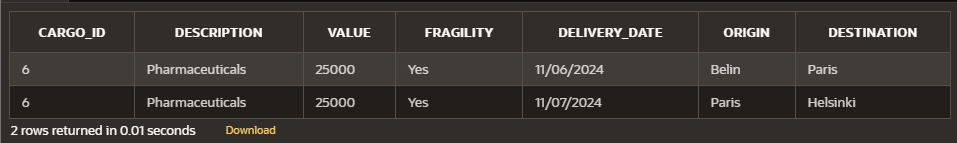 CARGO_ID DESCRIPTION VALUE FRAGILITY DELIVERY_DATE ORIGIN DESTINATION
6 Pharmaceuticals 25000 Yes 11/06/2024 Belin Paris
6 Pharmaceuticals 25000 Yes 11/07/2024 Paris Helsinki
2 rows returned in 0.01 seconds Download